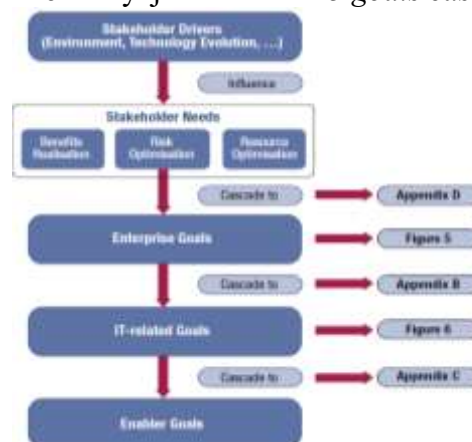 Stakeholder Drivers
(Environment, Technology Evolution, …)
Influence
Stakeholder Needs
Benefits
Realisation
Risk
Optimisation
Resource
Optimisation
Cascade to
Appendix D
Enterprise Goals
Figure 5
Cascade to
Appendix B
IT-related Goals
Figure 6
Cascade to
Appendix C
Enabler Goals